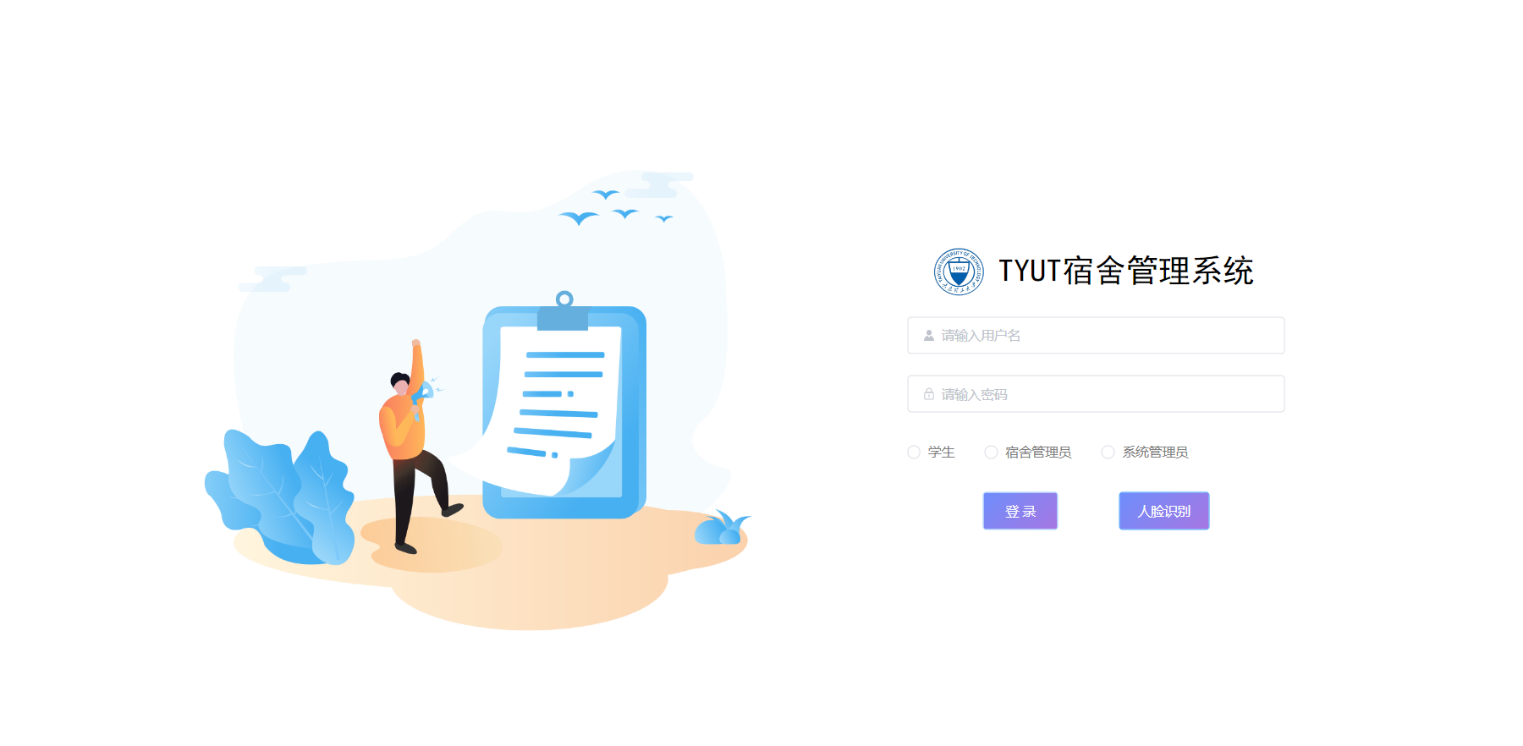 TYUT宿舍管理系统
1902
请输入用户名
请输入密码
学生 宿舍管理员 系统管理员
登 录 人脸识别